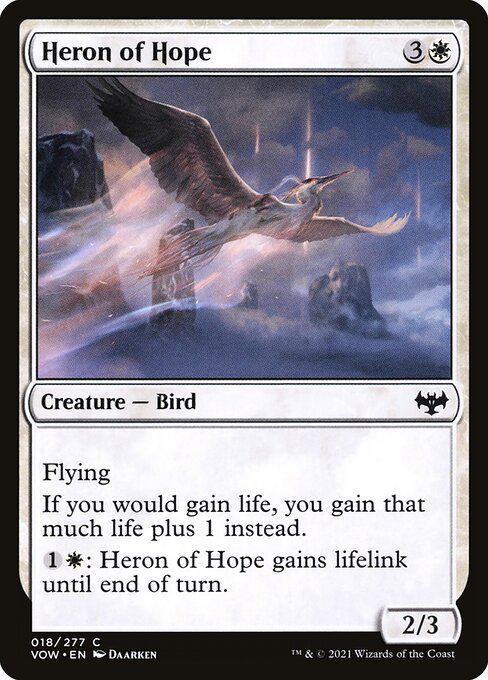 Heron of Hope 3
Creature — Bird
Flying
If you would gain life, you gain that
much life plus 1 instead.
1: Heron of Hope gains lifelink
until end of turn.
2/3
018/277 C
VOW • EN Daarken
™ & © 2021 Wizards of the Coast